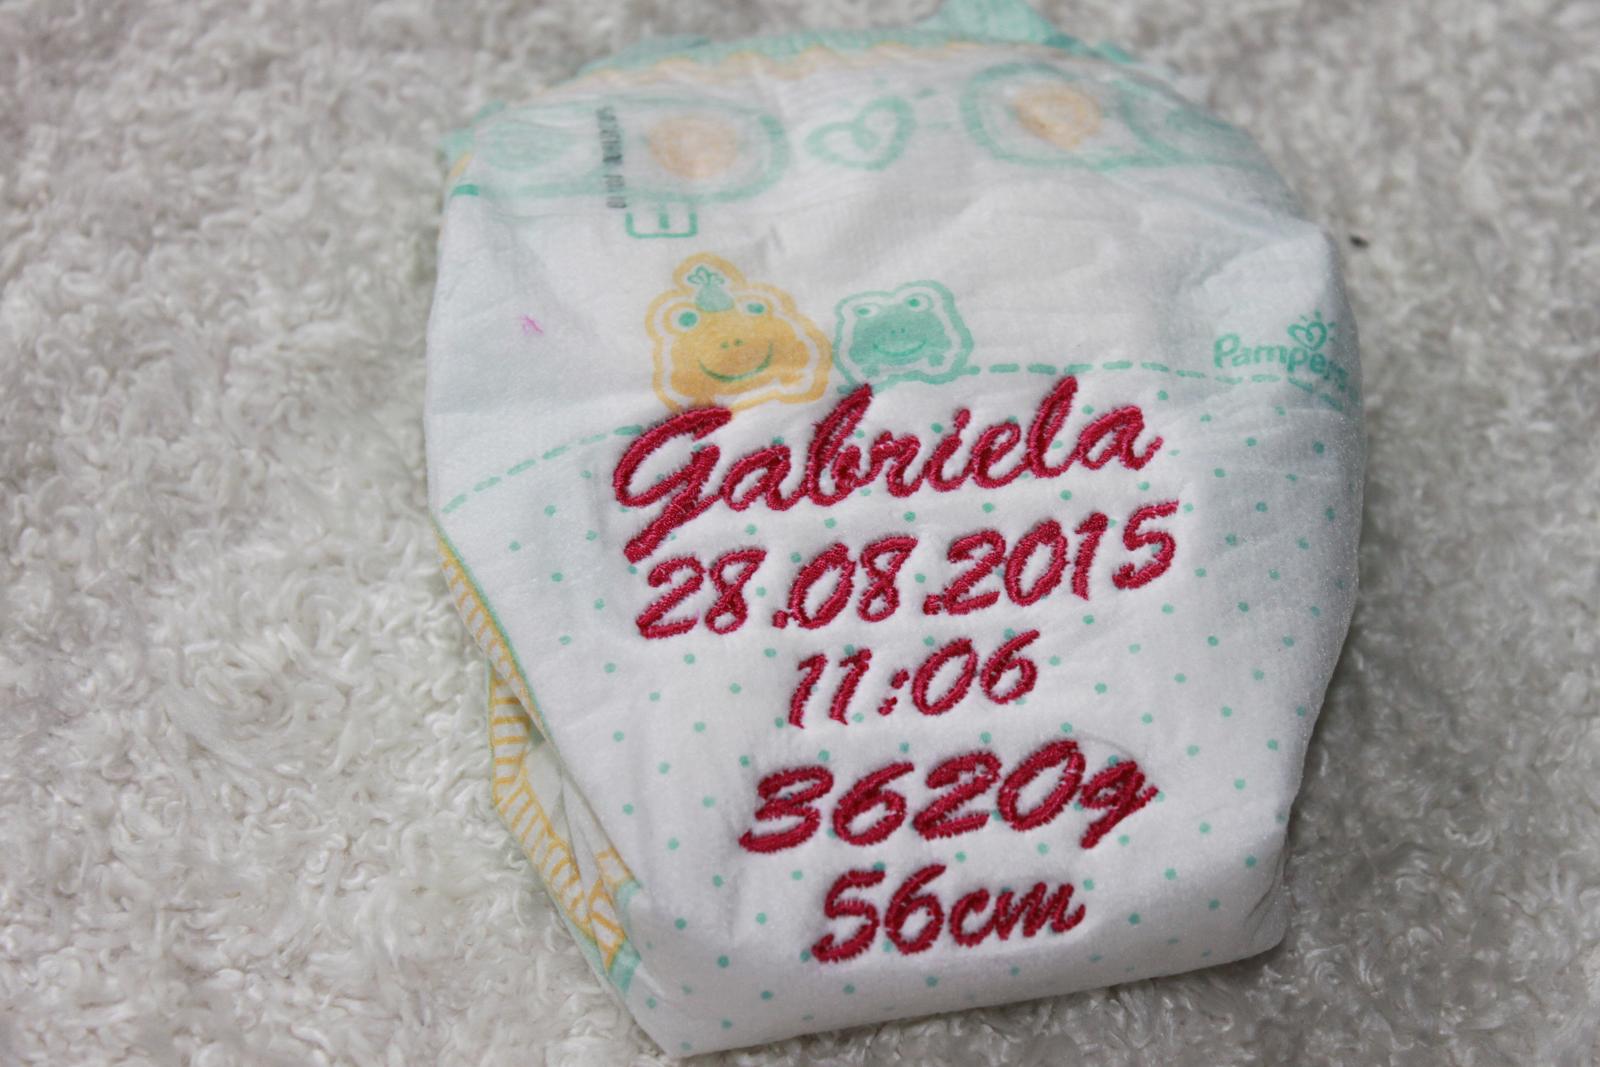 Pampers
Gabriela
28.08.2015
11:06
3620g
56cm